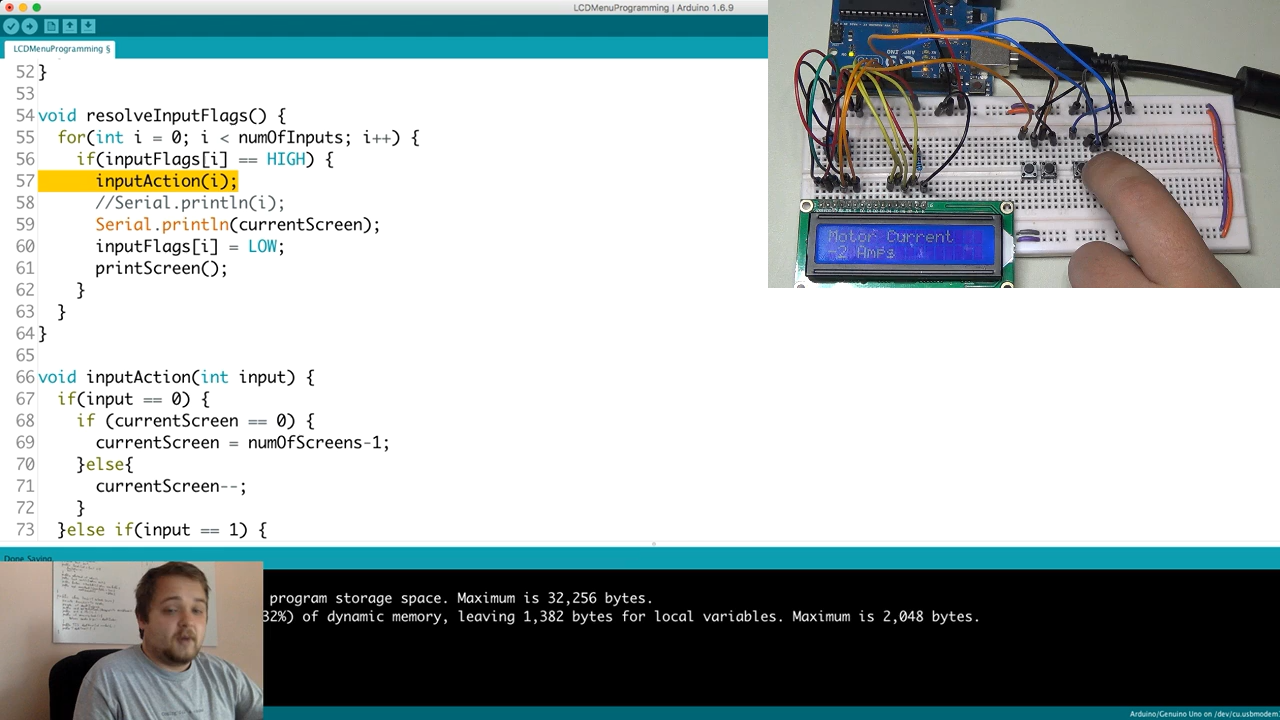 LCDMenuProgramming | Arduino 1.6.9
LCDMenuProgramming §
52 }
53
54 void resolveInputFlags() {
55 for(int i = 0; i < numOfInputs; i++) {
56 if(inputFlags[i] == HIGH) {
57 inputAction(i);
58 //Serial.println(i);
59 Serial.println(currentScreen);
60 inputFlags[i] = LOW;
61 printScreen();
62 }
63 }
64 }
65
66 void inputAction(int input) {
67 if(input == 0) {
68 if (currentScreen == 0) {
69 currentScreen = numOfScreens-1;
70 }else{
71 currentScreen--;
72 }
73 }else if(input == 1) {
Motor Current
-2 Amps
Done Saving.
program storage space. Maximum is 32,256 bytes.
32%) of dynamic memory, leaving 1,382 bytes for local variables. Maximum is 2,048 bytes.
Arduino/Genuino Uno on /dev/cu.usbmodem